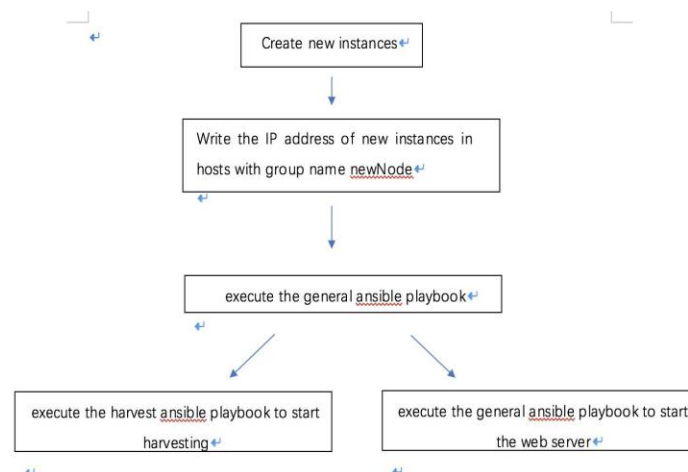 Create new instances
Write the IP address of new instances in
hosts with group name newNode
execute the general ansible playbook
execute the harvest ansible playbook to start
harvesting
execute the general ansible playbook to start
the web server